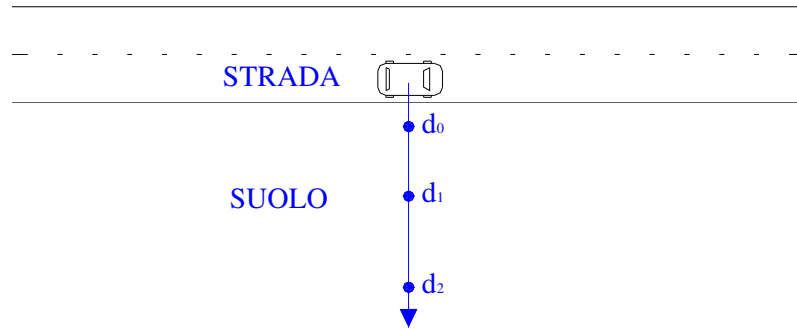 STRADA
d₀
d₁
SUOLO
d₂